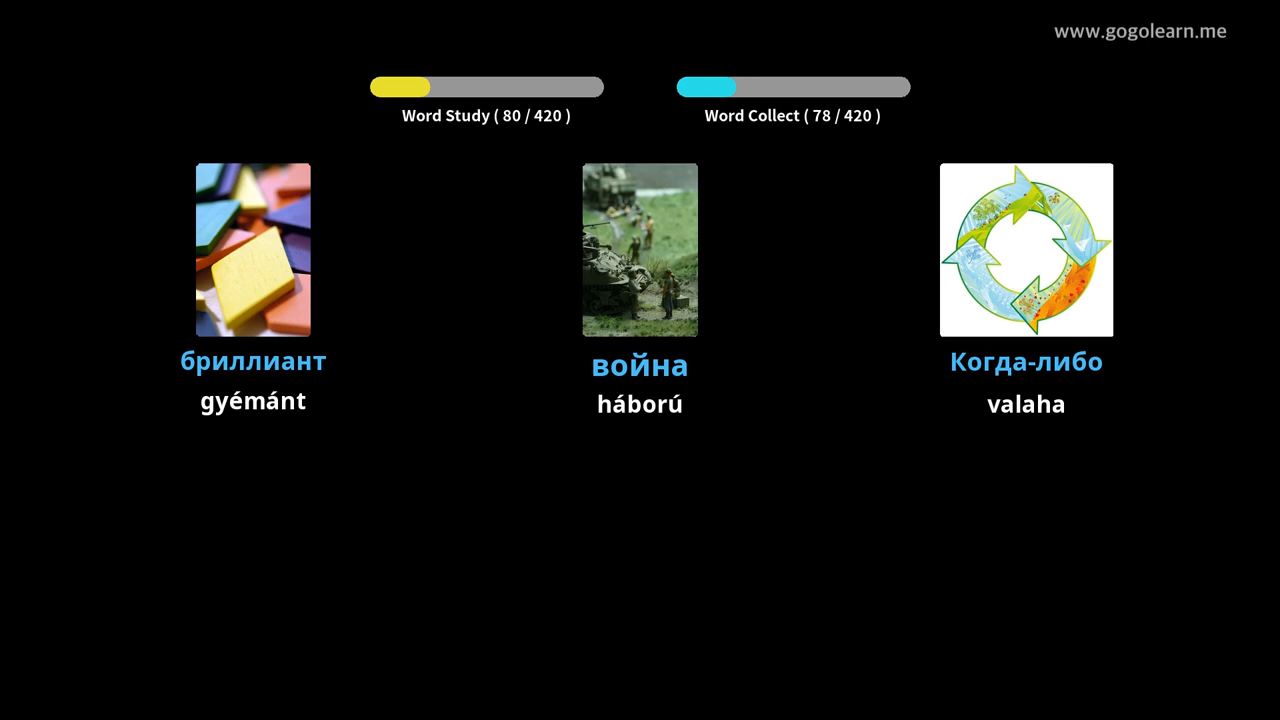 www.gogolearn.me
Word Study ( 80 / 420 )
Word Collect ( 78 / 420 )
бриллиант
gyémánt
война
háború
Когда-либо
valaha